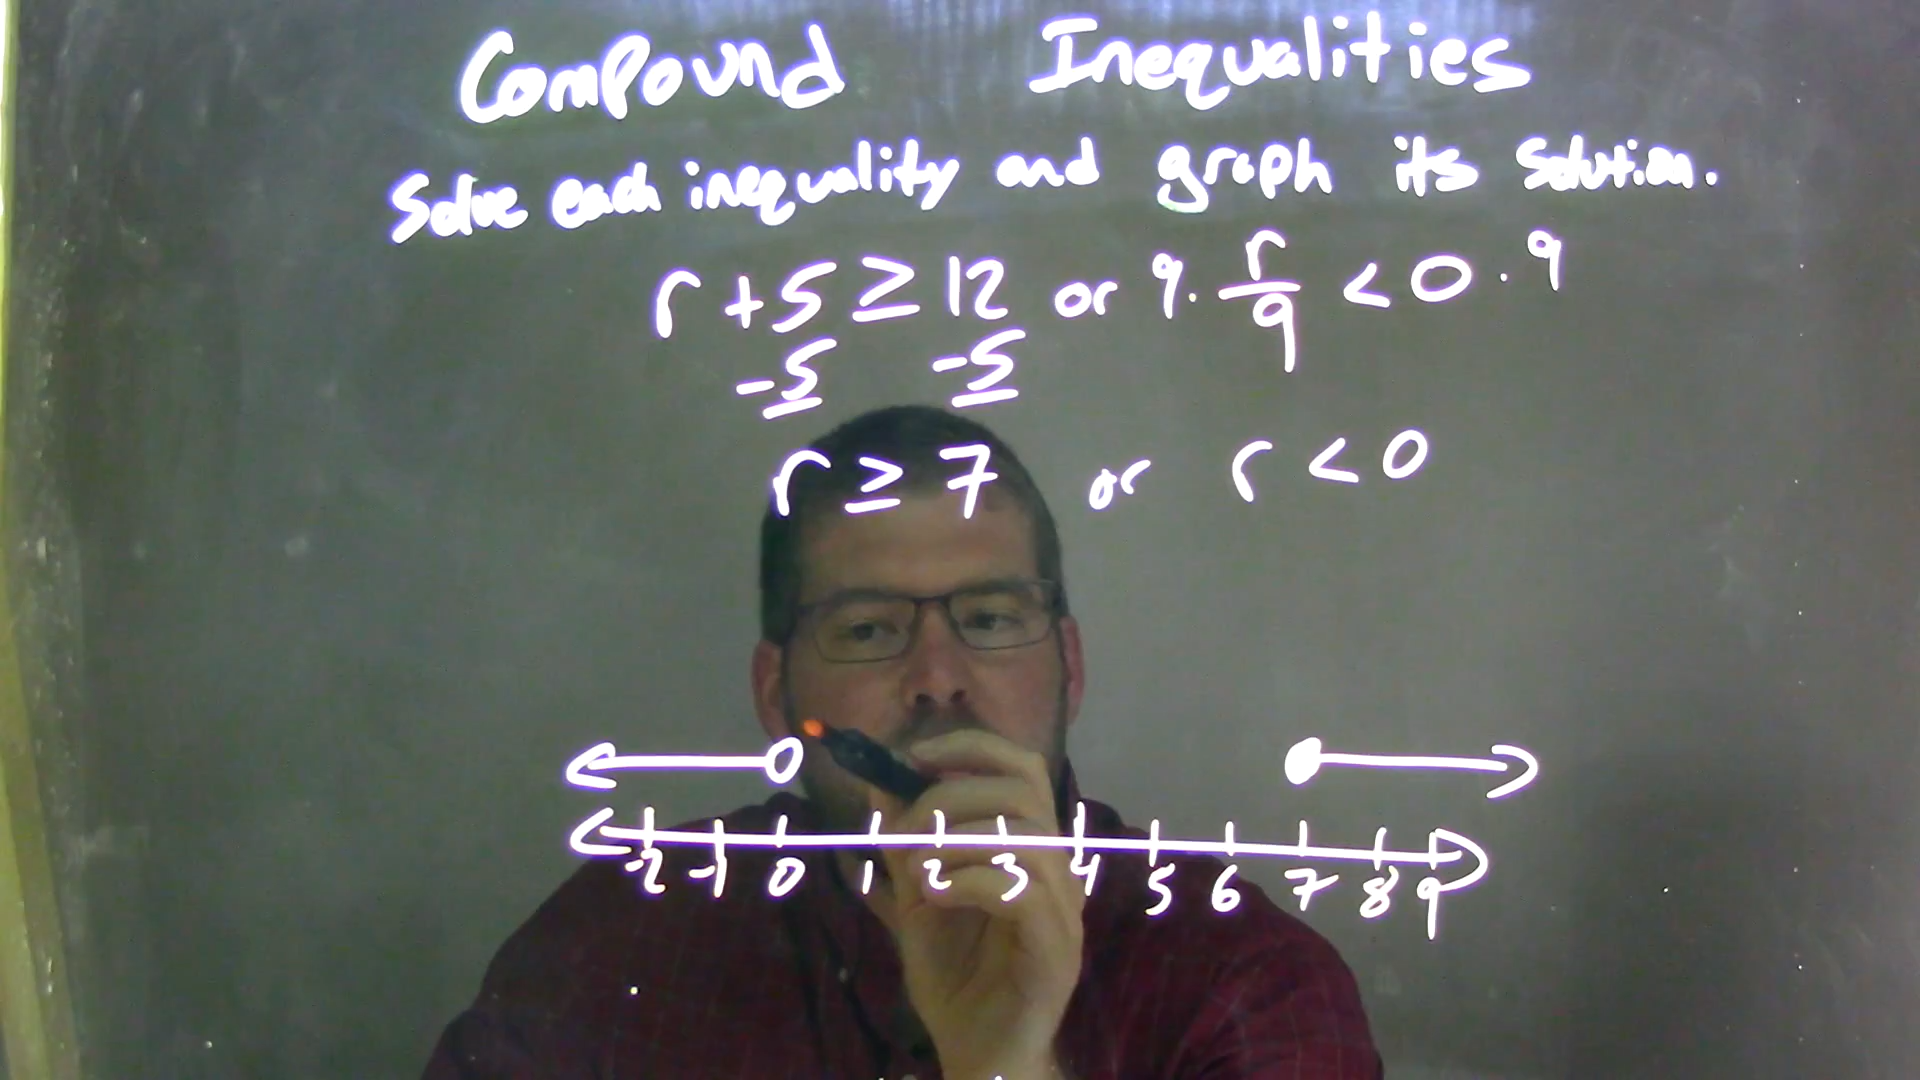 Compound Inequalities
Solve each inequality and graph its solution.
r + 5 ≥ 12 or 9 · r/9 < 0 · 9
-5 -5
r ≥ 7 or r < 0
-2 -1 0 1 2 3 4 5 6 7 8 9